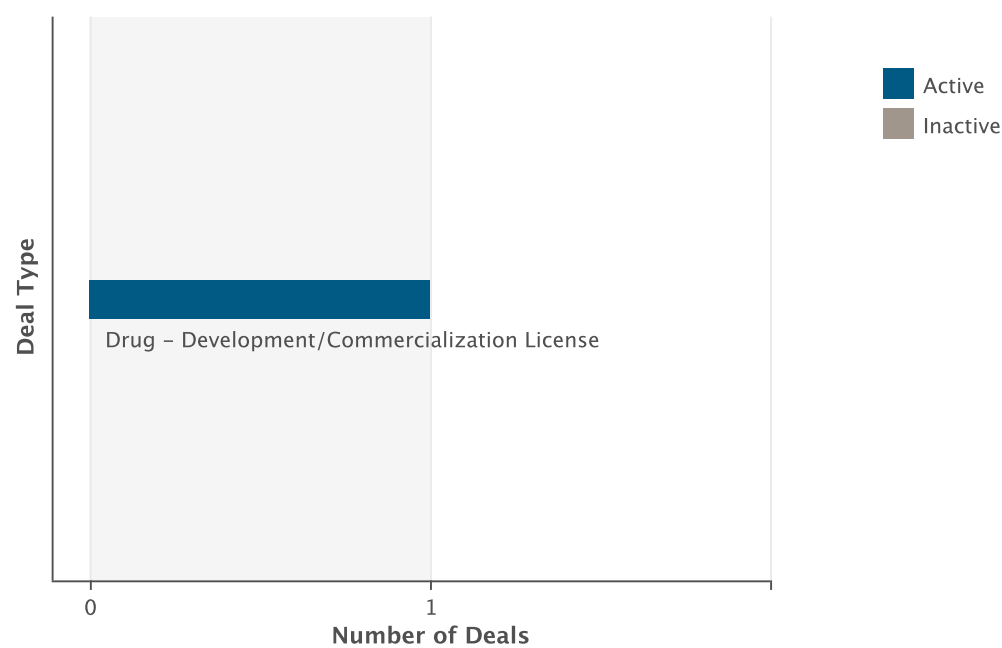 Active
Inactive
Deal Type
Drug – Development/Commercialization License
0
1
Number of Deals